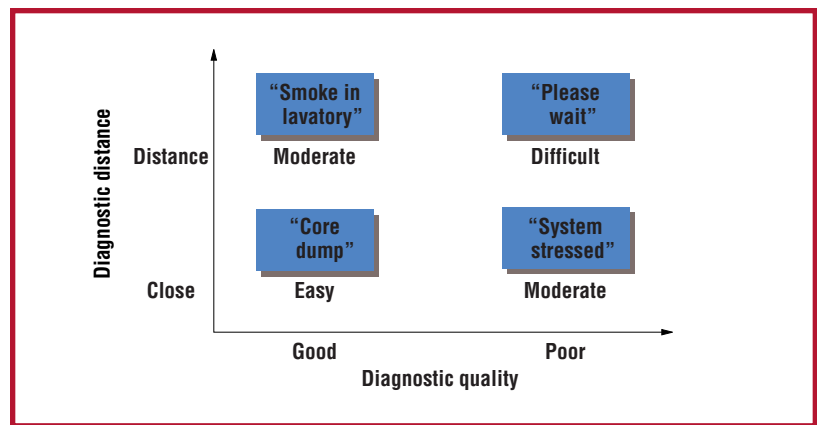 “Smoke in
lavatory”
“Please
wait”
Distance
Moderate
Difficult
Diagnostic distance
“Core
dump”
“System
stressed”
Close
Easy
Moderate
Good
Poor
Diagnostic quality